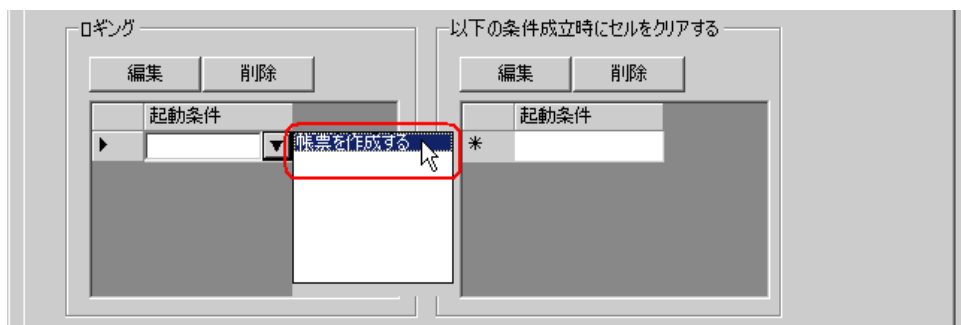 ロギング
編集
削除
起動条件
帳票を作成する
以下の条件成立時にセルをクリアする
編集
削除
起動条件